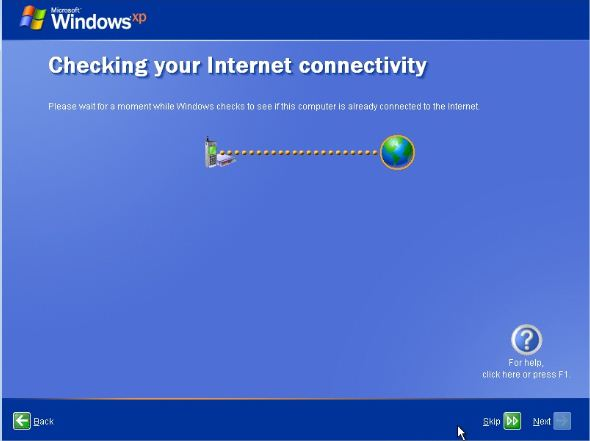 Microsoft
Windows xp
Checking your Internet connectivity
Please wait for a moment while Windows checks to see if this computer is already connected to the Internet.
?
For help,
click here or press F1.
Back
Skip
Next